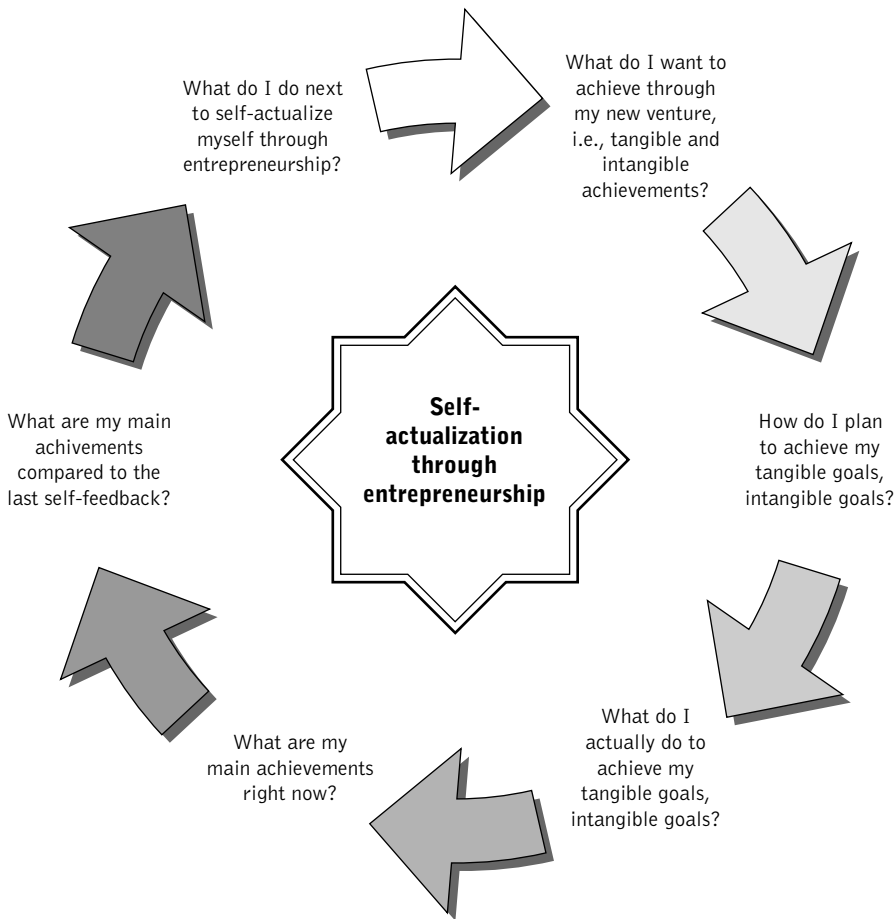 What do I do next
to self-actualize
myself through
entrepreneurship?
What do I want to
achieve through
my new venture,
i.e., tangible and
intangible
achievements?
How do I plan
to achieve my
tangible goals,
intangible goals?
What do I
actually do to
achieve my
tangible goals,
intangible goals?
What are my
main achievements
right now?
What are my main
achivements
compared to the
last self-feedback?
Self-
actualization
through
entrepreneurship